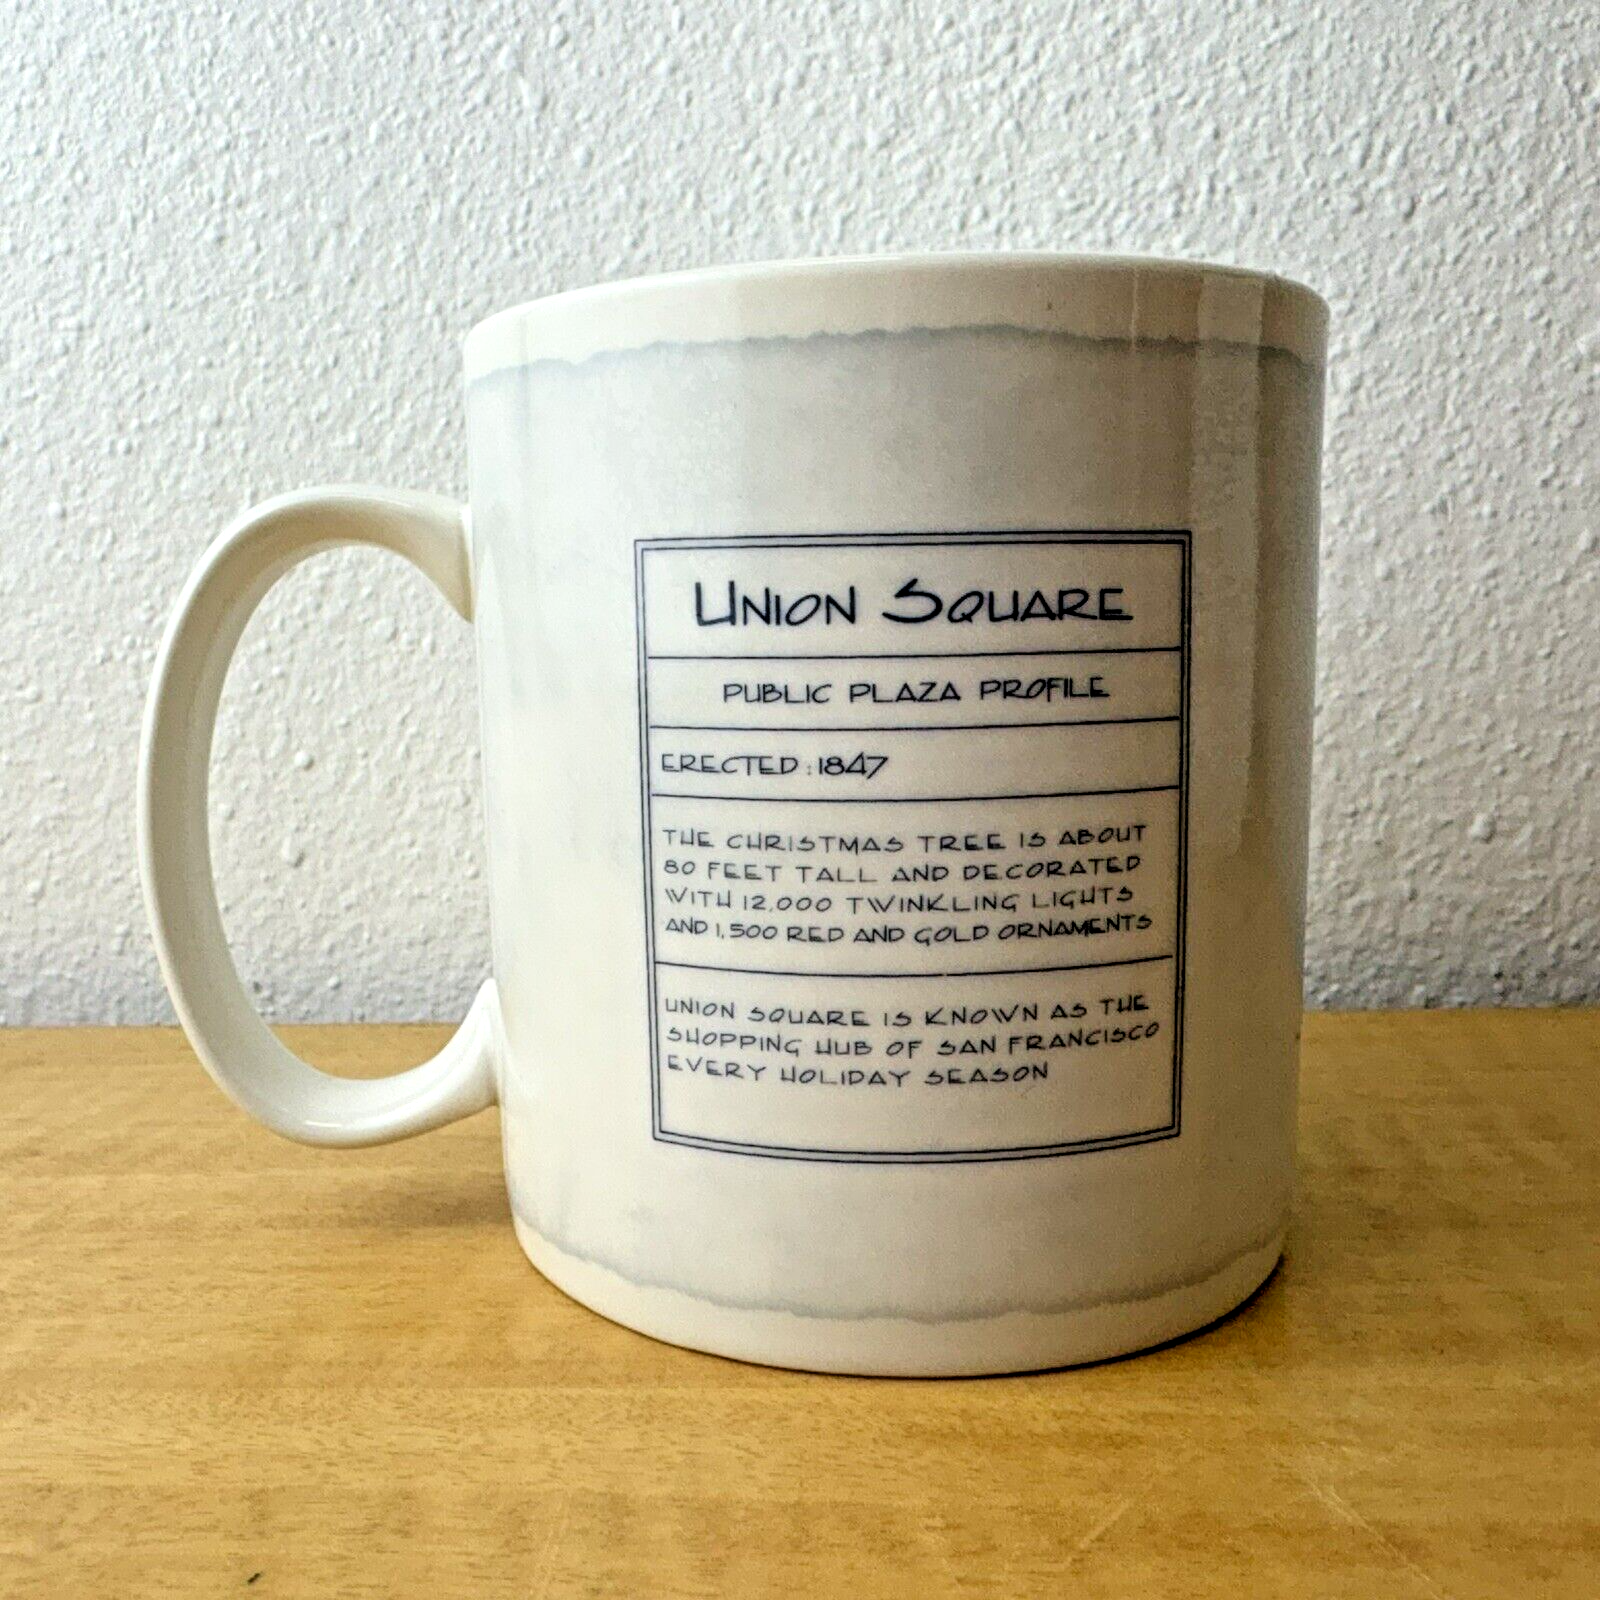 UNION SQUARE
PUBLIC PLAZA PROFILE
ERECTED: 1847
THE CHRISTMAS TREE IS ABOUT
80 FEET TALL AND DECORATED
WITH 12,000 TWINKLING LIGHTS
AND 1,500 RED AND GOLD ORNAMENTS
UNION SQUARE IS KNOWN AS THE
SHOPPING HUB OF SAN FRANCISCO
EVERY HOLIDAY SEASON